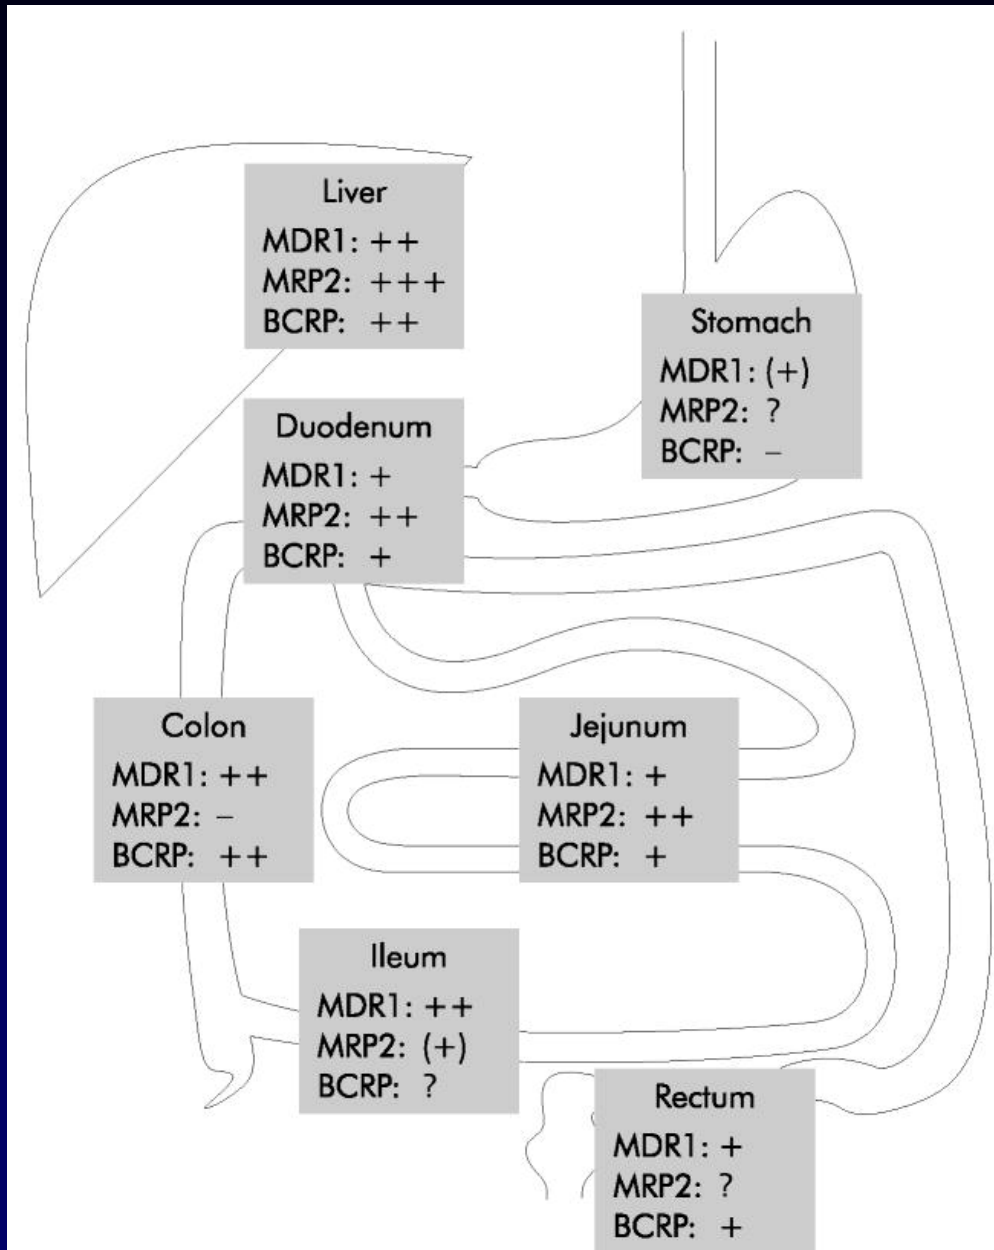 Liver
MDR1: ++
MRP2: +++
BCRP: ++
Stomach
MDR1: (+)
MRP2: ?
BCRP: –
Duodenum
MDR1: +
MRP2: ++
BCRP: +
Colon
MDR1: ++
MRP2: –
BCRP: ++
Jejunum
MDR1: +
MRP2: ++
BCRP: +
Ileum
MDR1: ++
MRP2: (+)
BCRP: ?
Rectum
MDR1: +
MRP2: ?
BCRP: +